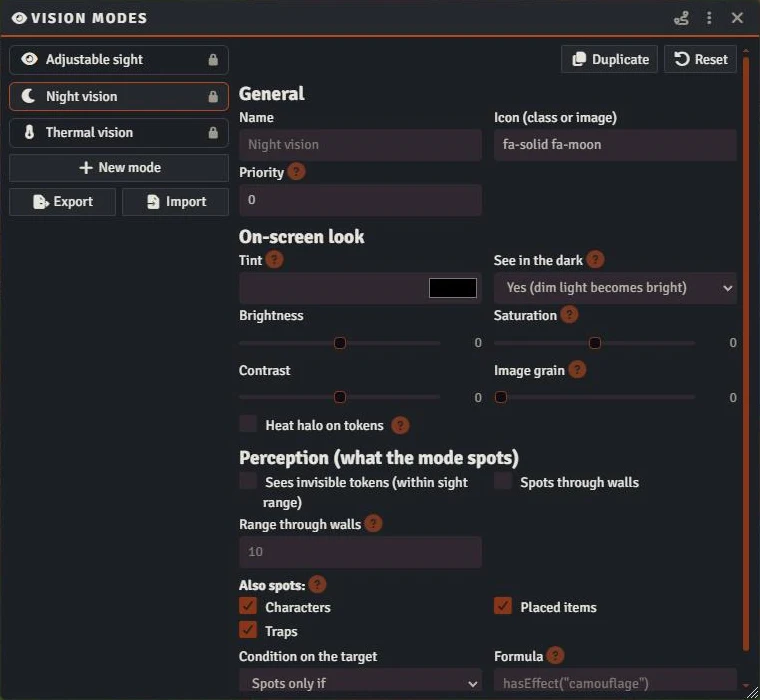 VISION MODES
Adjustable sight
Night vision
Thermal vision
New mode
Export Import
Duplicate Reset
General
Name Icon (class or image)
Night vision fa-solid fa-moon
Priority ?
0
On-screen look
Tint ? See in the dark ?
Yes (dim light becomes bright)
Brightness Saturation ?
0 0
Contrast Image grain ?
0 0
Heat halo on tokens ?
Perception (what the mode spots)
Sees invisible tokens (within sight Spots through walls
range)
Range through walls ?
10
Also spots: ?
Characters Placed items
Traps
Condition on the target Formula ?
Spots only if hasEffect("camouflage")